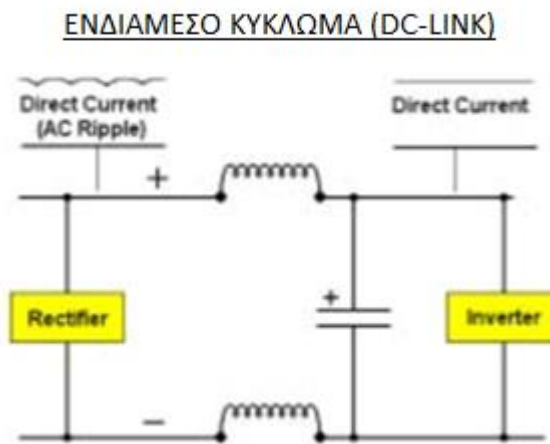 ΕΝΔΙΑΜΕΣΟ ΚΥΚΛΩΜΑ (DC-LINK)
Direct Current
(AC Ripple)
Direct Current
+
Rectifier
+
Inverter
−